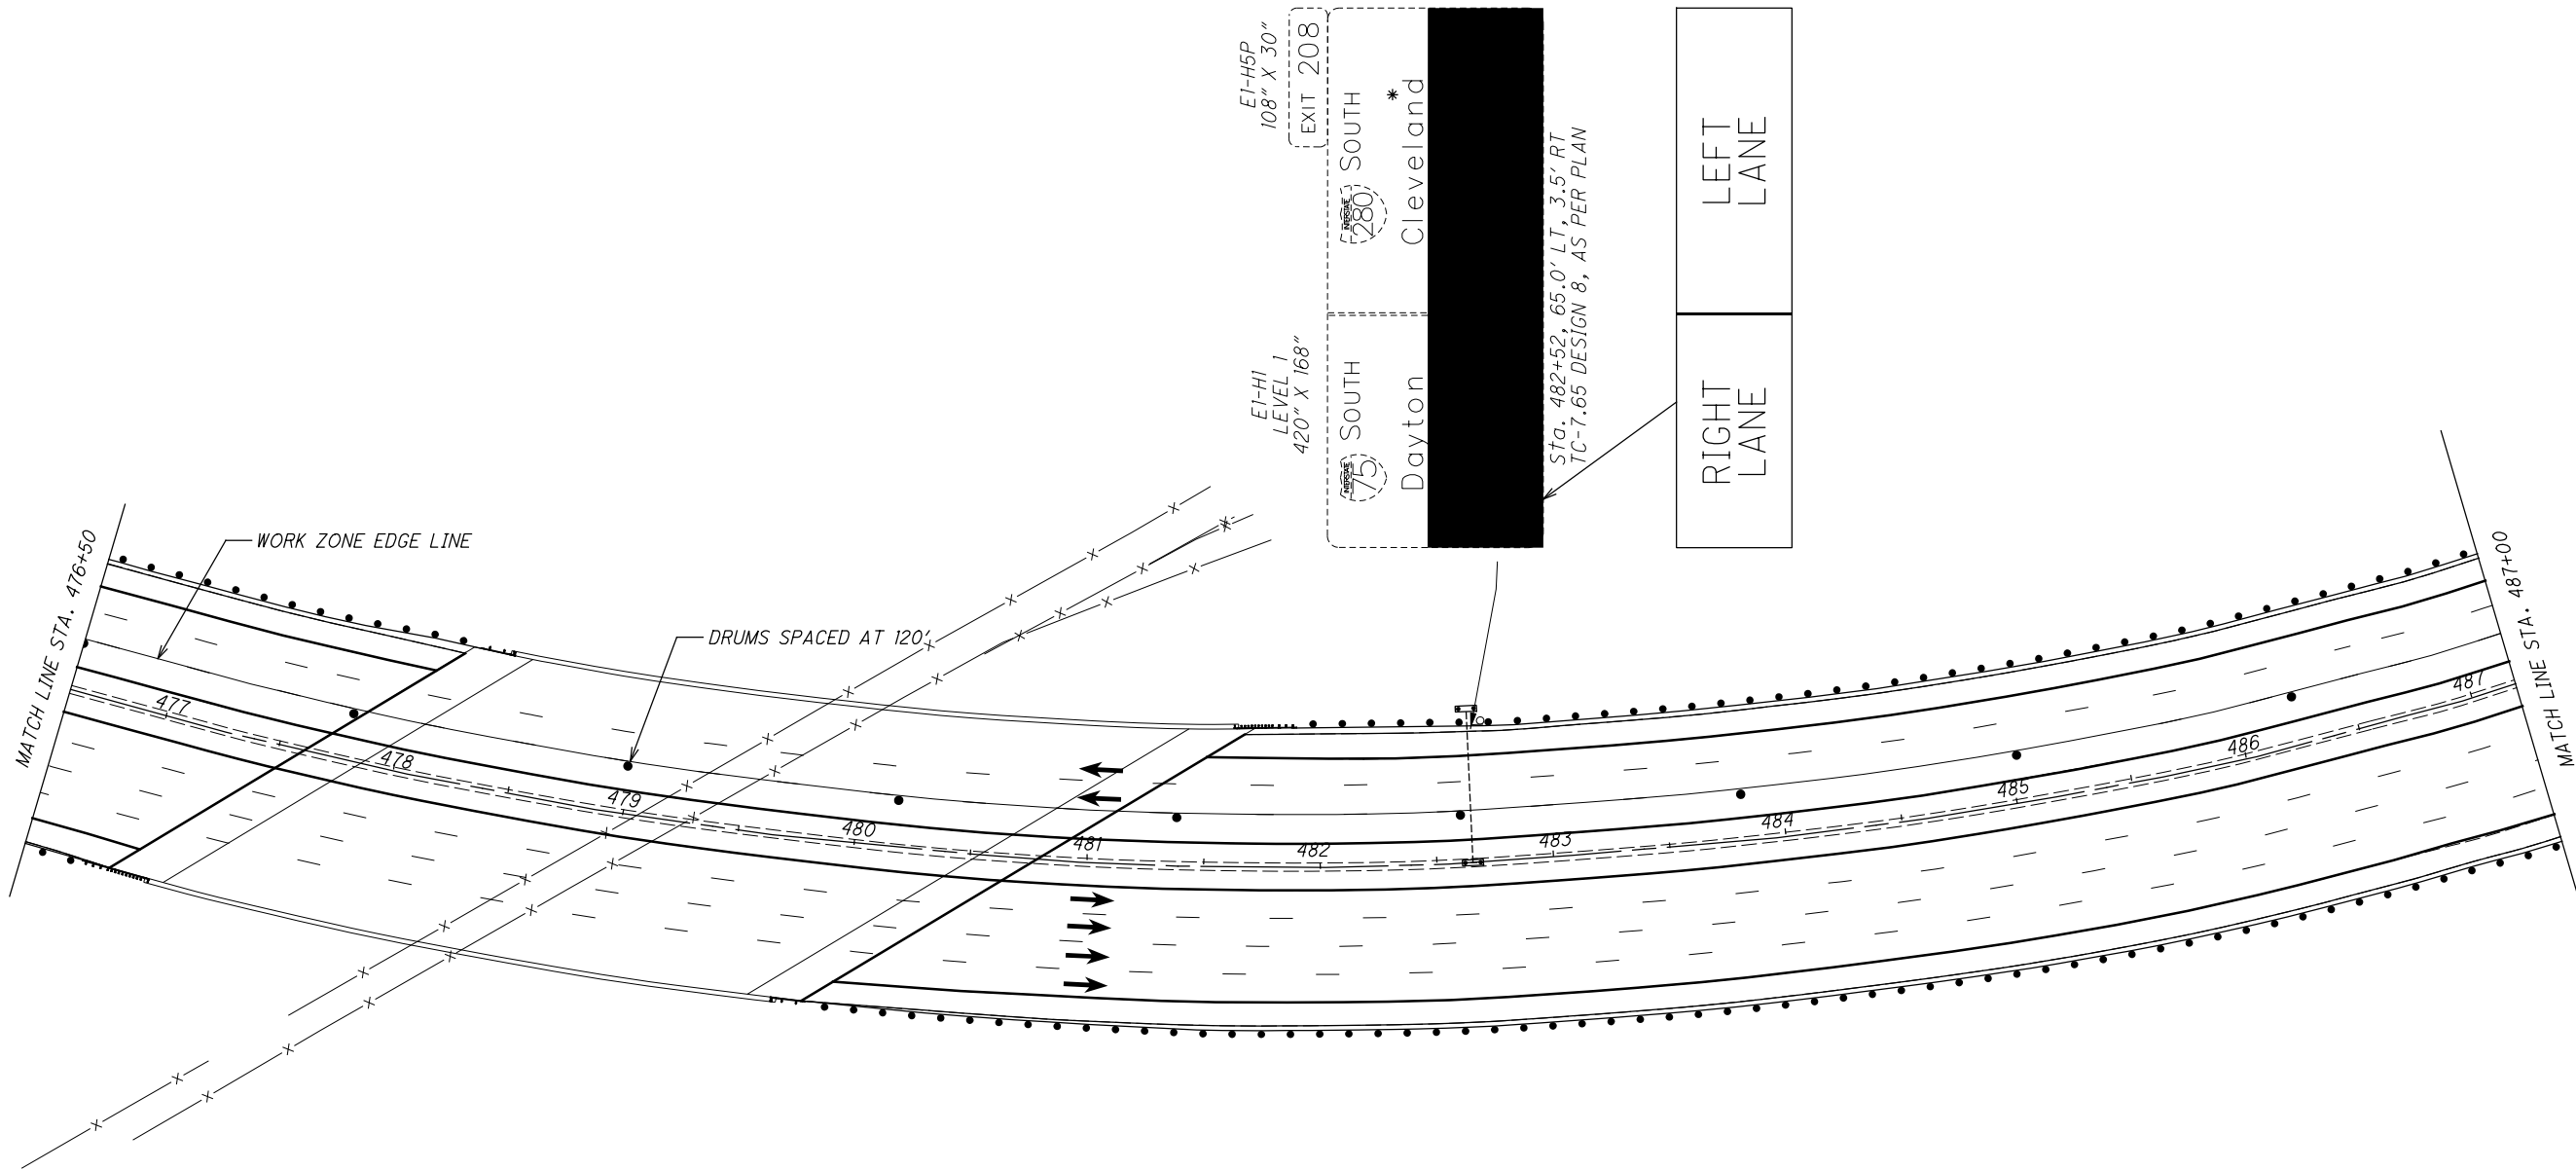 E1-H5P
108" X 30"
EXIT 208
INTERSTATE
280
SOUTH
*
Cleveland
E1-H1
LEVEL 1
420" X 168"
INTERSTATE
75
SOUTH
Dayton
Sta. 482+52, 65.0' LT, 3.5' RT
TC-7.65 DESIGN 8, AS PER PLAN
LEFT
LANE
RIGHT
LANE
MATCH LINE STA. 476+50
WORK ZONE EDGE LINE
DRUMS SPACED AT 120'
MATCH LINE STA. 487+00
477
478
479
480
481
482
483
484
485
486
487